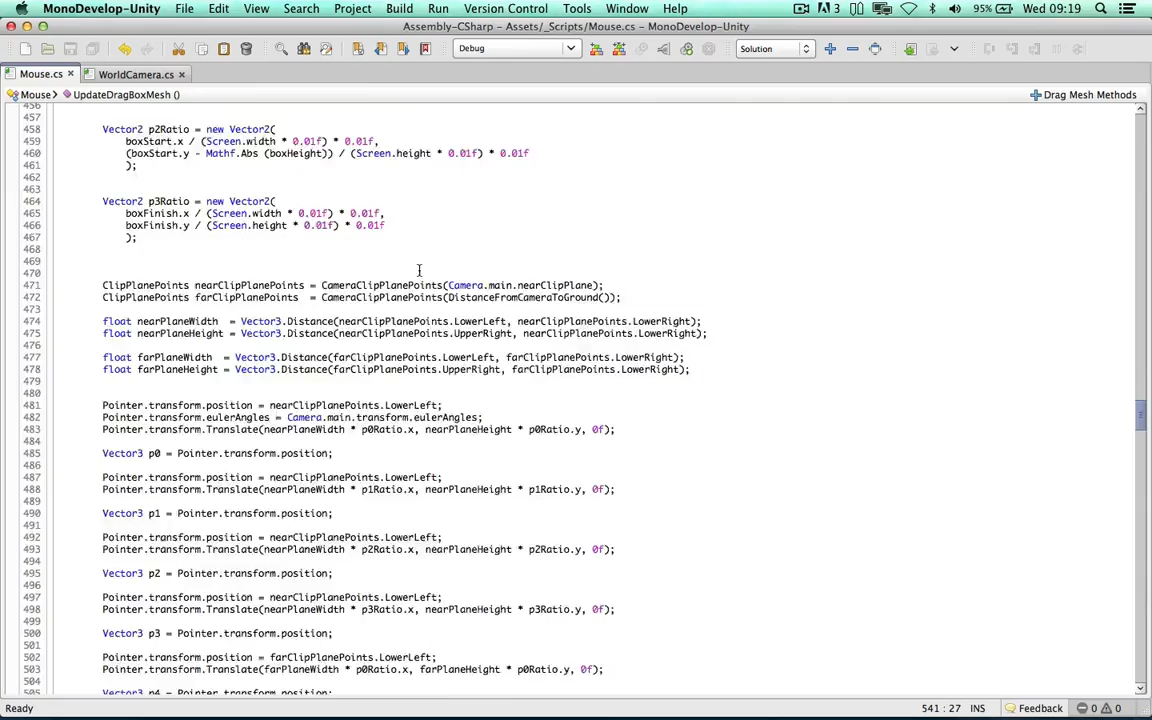 MonoDevelop-Unity File Edit View Search Project Build Run Version Control Tools Window Help 3 95% Wed 09:19
Assembly-CSharp - Assets/_Scripts/Mouse.cs - MonoDevelop-Unity
Debug Solution
Mouse.cs × WorldCamera.cs ×
Mouse UpdateDragBoxMesh () Drag Mesh Methods
456
457
458 Vector2 p2Ratio = new Vector2(
459 boxStart.x / (Screen.width * 0.01f) * 0.01f,
460 (boxStart.y - Mathf.Abs (boxHeight)) / (Screen.height * 0.01f) * 0.01f
461 );
462
463
464 Vector2 p3Ratio = new Vector2(
465 boxFinish.x / (Screen.width * 0.01f) * 0.01f,
466 boxFinish.y / (Screen.height * 0.01f) * 0.01f
467 );
468
469
470
471 ClipPlanePoints nearClipPlanePoints = CameraClipPlanePoints(Camera.main.nearClipPlane);
472 ClipPlanePoints farClipPlanePoints = CameraClipPlanePoints(DistanceFromCameraToGround());
473
474 float nearPlaneWidth = Vector3.Distance(nearClipPlanePoints.LowerLeft, nearClipPlanePoints.LowerRight);
475 float nearPlaneHeight = Vector3.Distance(nearClipPlanePoints.UpperRight, nearClipPlanePoints.LowerRight);
476
477 float farPlaneWidth = Vector3.Distance(farClipPlanePoints.LowerLeft, farClipPlanePoints.LowerRight);
478 float farPlaneHeight = Vector3.Distance(farClipPlanePoints.UpperRight, farClipPlanePoints.LowerRight);
479
480
481 Pointer.transform.position = nearClipPlanePoints.LowerLeft;
482 Pointer.transform.eulerAngles = Camera.main.transform.eulerAngles;
483 Pointer.transform.Translate(nearPlaneWidth * p0Ratio.x, nearPlaneHeight * p0Ratio.y, 0f);
484
485 Vector3 p0 = Pointer.transform.position;
486
487 Pointer.transform.position = nearClipPlanePoints.LowerLeft;
488 Pointer.transform.Translate(nearPlaneWidth * p1Ratio.x, nearPlaneHeight * p1Ratio.y, 0f);
489
490 Vector3 p1 = Pointer.transform.position;
491
492 Pointer.transform.position = nearClipPlanePoints.LowerLeft;
493 Pointer.transform.Translate(nearPlaneWidth * p2Ratio.x, nearPlaneHeight * p2Ratio.y, 0f);
494
495 Vector3 p2 = Pointer.transform.position;
496
497 Pointer.transform.position = nearClipPlanePoints.LowerLeft;
498 Pointer.transform.Translate(nearPlaneWidth * p3Ratio.x, nearPlaneHeight * p3Ratio.y, 0f);
499
500 Vector3 p3 = Pointer.transform.position;
501
502 Pointer.transform.position = farClipPlanePoints.LowerLeft;
503 Pointer.transform.Translate(farPlaneWidth * p0Ratio.x, farPlaneHeight * p0Ratio.y, 0f);
504
505 Vector3 p4 = Pointer.transform.position;
Ready 541 : 27 INS Feedback 0 0